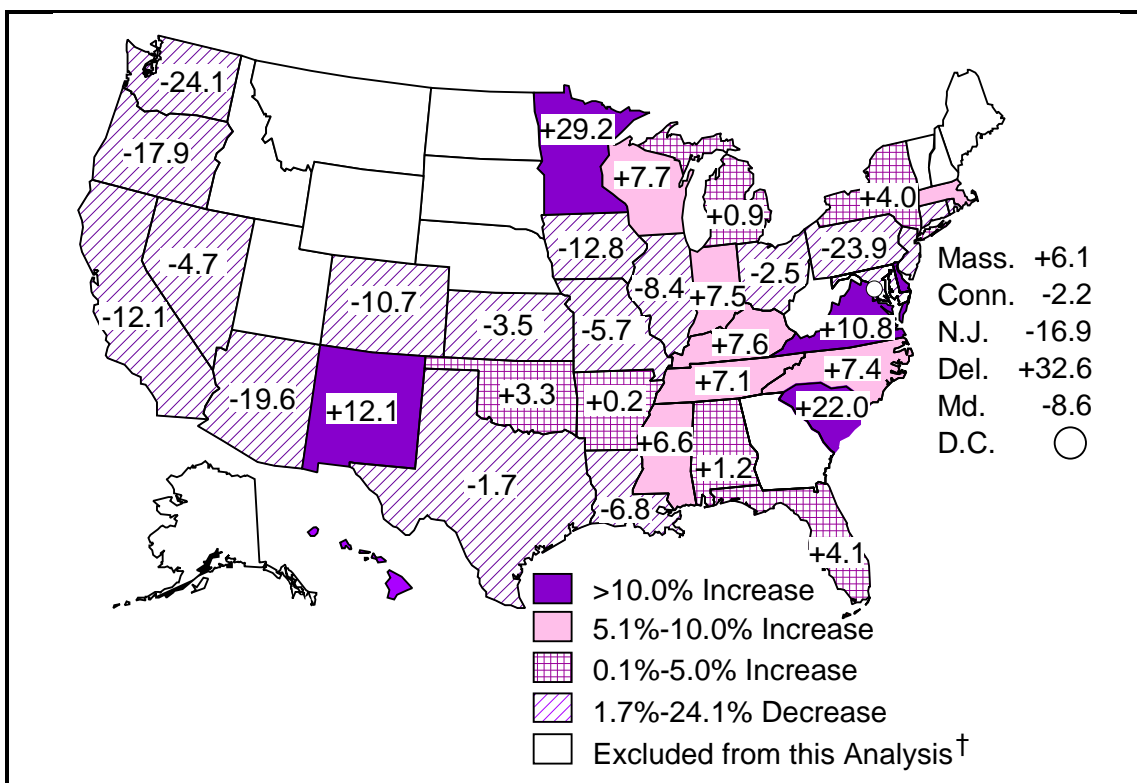 -24.1
+29.2
-17.9
+7.7
+4.0
+0.9
-12.8
-23.9
-4.7
-2.5
Mass. +6.1
-8.4
+7.5
Conn. -2.2
-10.7
-12.1
-3.5
-5.7
+10.8
N.J. -16.9
+7.6
Del. +32.6
+7.4
+7.1
-19.6
+12.1
+3.3
+0.2
+22.0
Md. -8.6
+6.6
D.C.
+1.2
-1.7
-6.8
+4.1
>10.0% Increase
5.1%-10.0% Increase
0.1%-5.0% Increase
1.7%-24.1% Decrease
Excluded from this Analysis†